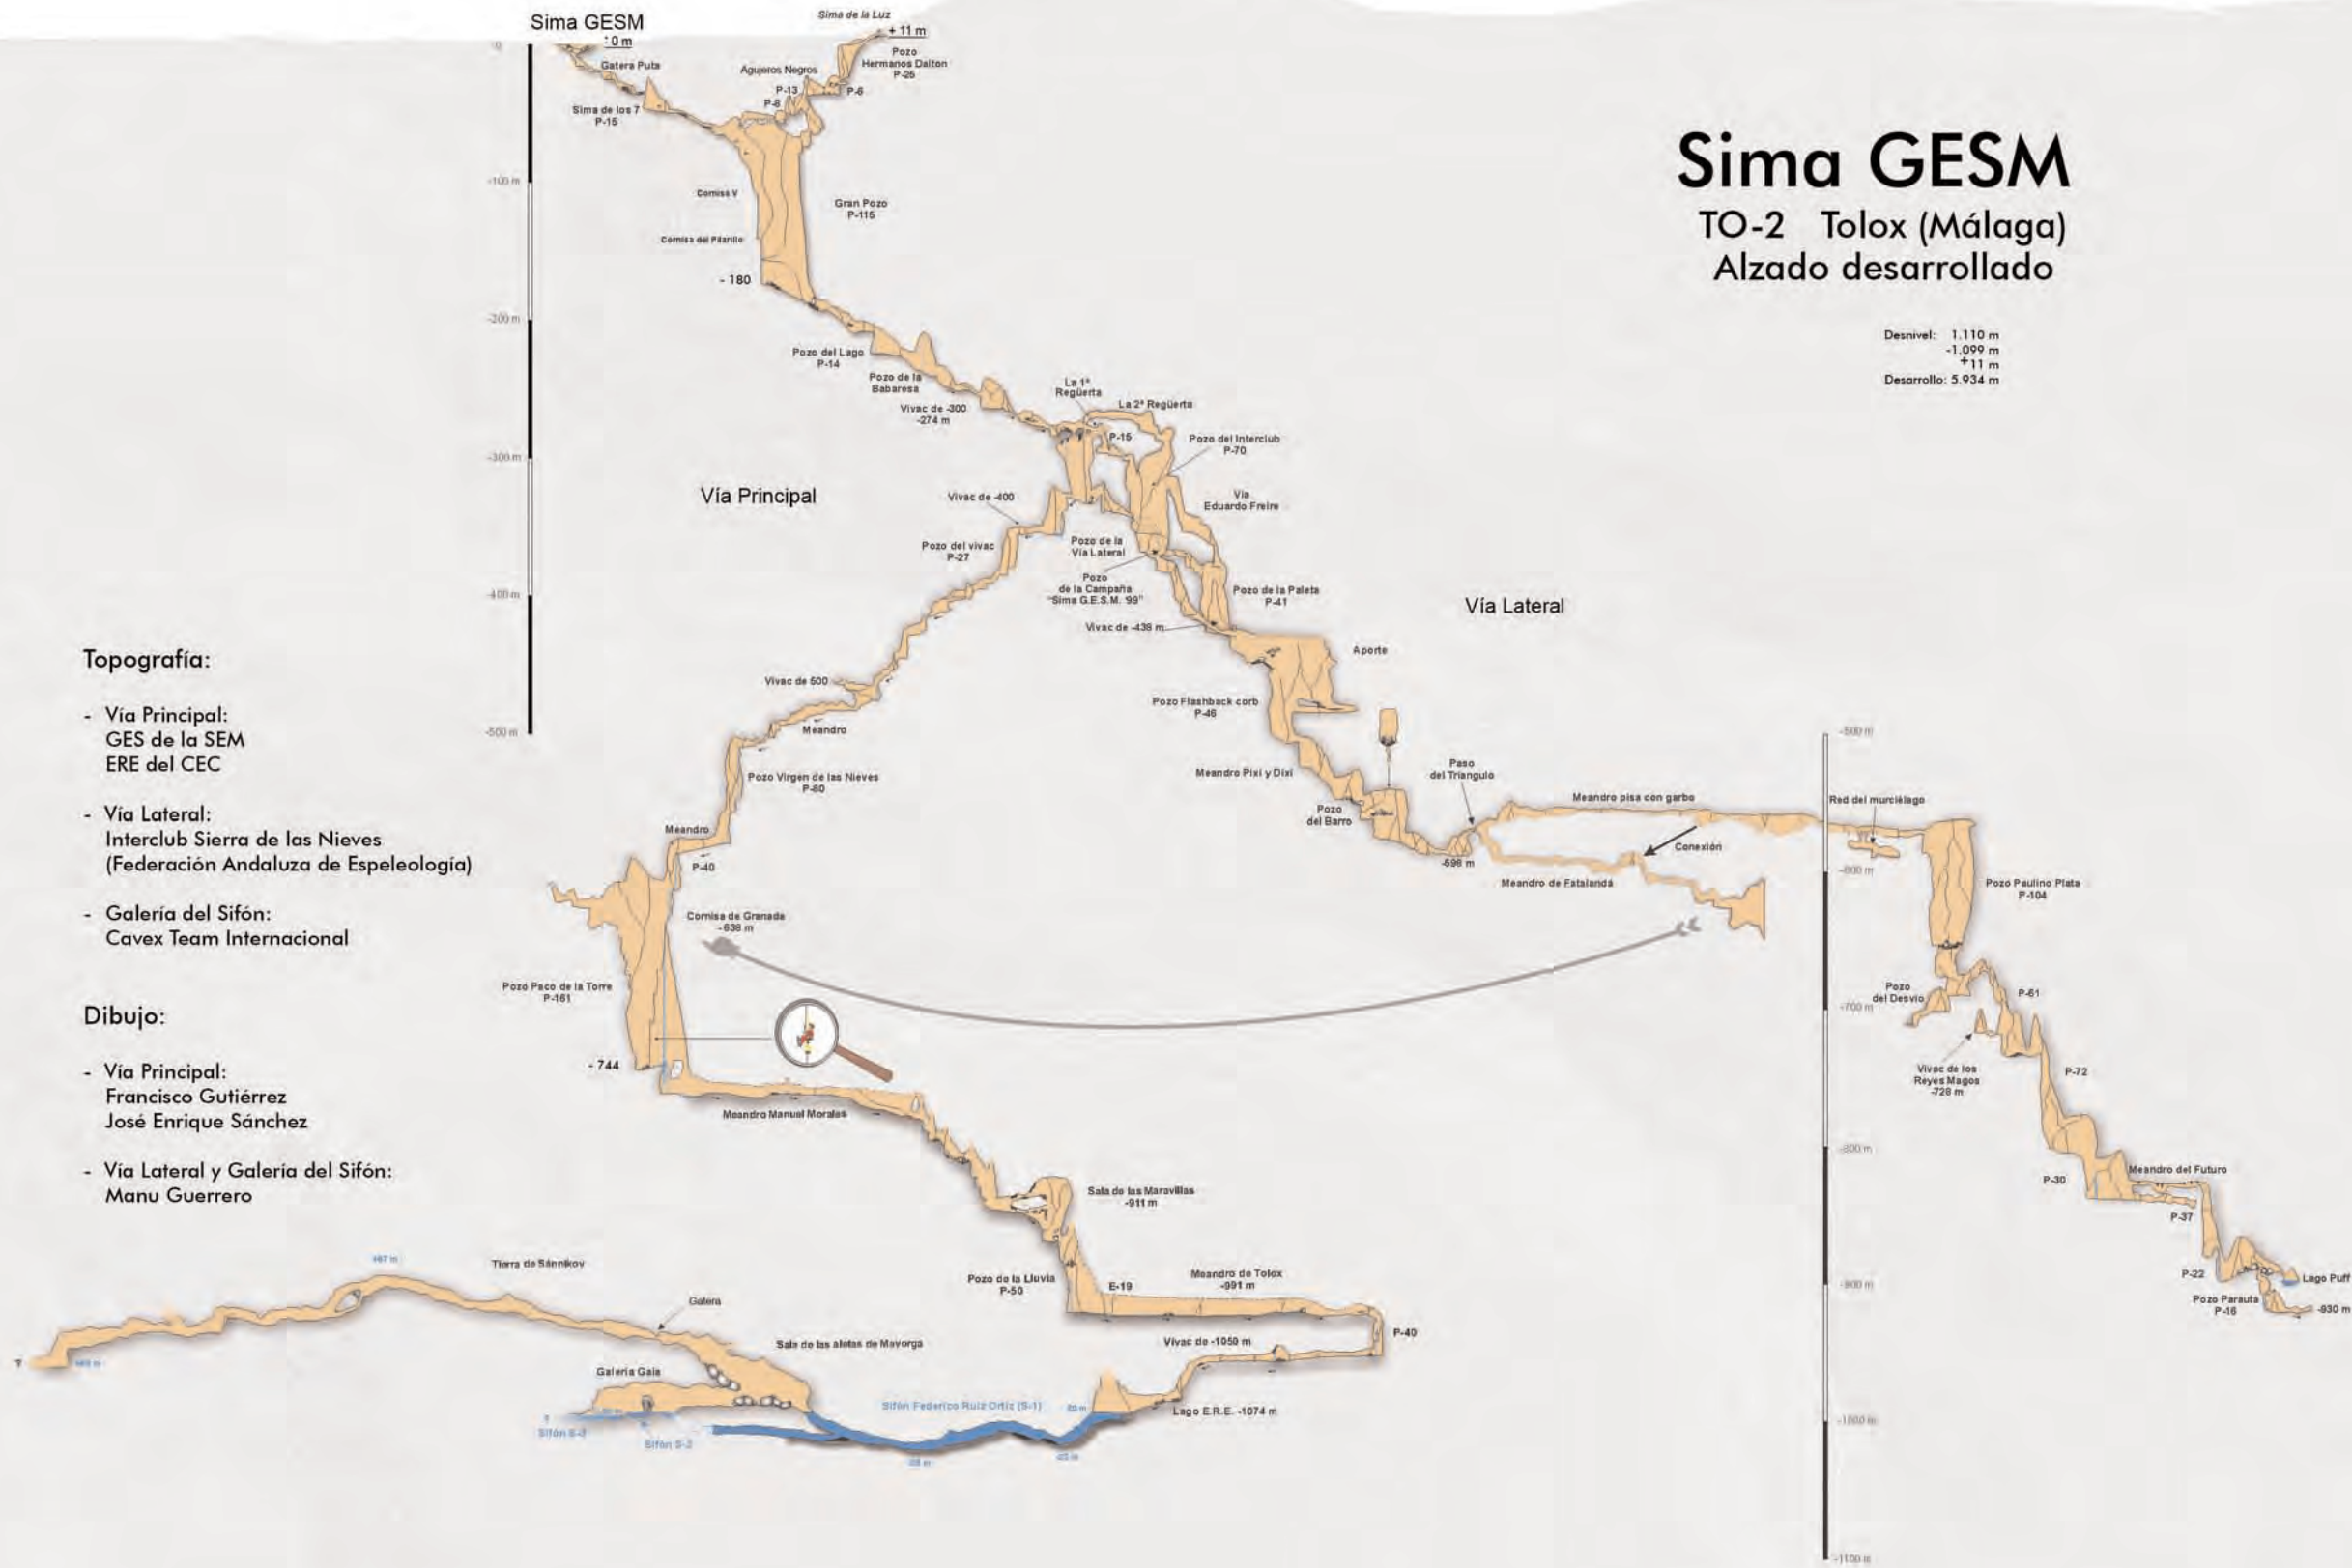 Sima GESM
0 m
Sima de la Luz
+ 11 m
Pozo
Hermanos Dalton
P-25
Gatera Puta
Agujeros Negros
P-13
P-8
P-6
Sima de los 7
P-15
Sima GESM
TO-2 Tolox (Málaga)
Alzado desarrollado
Desnivel: 1.110 m
-1.099 m
+11 m
Desarrollo: 5.934 m
0
-100 m
-200 m
-300 m
-400 m
-500 m
Cornisa V
Gran Pozo
P-115
Cornisa del Pilarillo
- 180
Pozo del Lago
P-14
Pozo de la
Babaresa
Vivac de -300
-274 m
La 1ª
Regüerta
La 2ª Regüerta
P-15
Pozo del Interclub
P-70
Vía Principal
Vivac de -400
Vía
Eduardo Freire
Pozo del vivac
P-27
Pozo de la
Vía Lateral
Pozo
de la Campaña
"Sima G.E.S.M. '99"
Pozo de la Paleta
P-41
Vía Lateral
Vivac de -438 m
Aporte
Vivac de 500
Pozo Flashback corb
P-46
Meandro
Pozo Virgen de las Nieves
P-80
Meandro Pixi y Dixi
Paso
del Triangulo
Meandro pisa con garbo
Red del murciélago
Pozo
del Barro
-598 m
Conexión
Meandro de Fatalandá
Meandro
P-40
Cornisa de Granada
-638 m
Pozo Paco de la Torre
P-161
- 744
Meandro Manuel Morales
Sala de las Maravillas
-911 m
Pozo de la Lluvia
P-50
E-19
Meandro de Tolox
-991 m
P-40
Vivac de -1050 m
Lago E.R.E. -1074 m
-500 m
-600 m
-700 m
-800 m
-900 m
-1000 m
-1100 m
Pozo Paulino Plata
P-104
Pozo
del Desvío
P-61
Vivac de los
Reyes Magos
-728 m
P-72
Meandro del Futuro
P-30
P-37
P-22
Lago Puff
Pozo Parauta
P-16
-930 m
Topografía:
- Vía Principal:
GES de la SEM
ERE del CEC
- Vía Lateral:
Interclub Sierra de las Nieves
(Federación Andaluza de Espeleología)
- Galería del Sifón:
Cavex Team Internacional
Dibujo:
- Vía Principal:
Francisco Gutiérrez
José Enrique Sánchez
- Vía Lateral y Galería del Sifón:
Manu Guerrero
Tierra de Sánnikov
Gatera
Sala de las aletas de Mayorga
Galería Gaia
Sifón Federico Ruiz Ortiz (S-1)
Sifón S-3
Sifón S-2
?